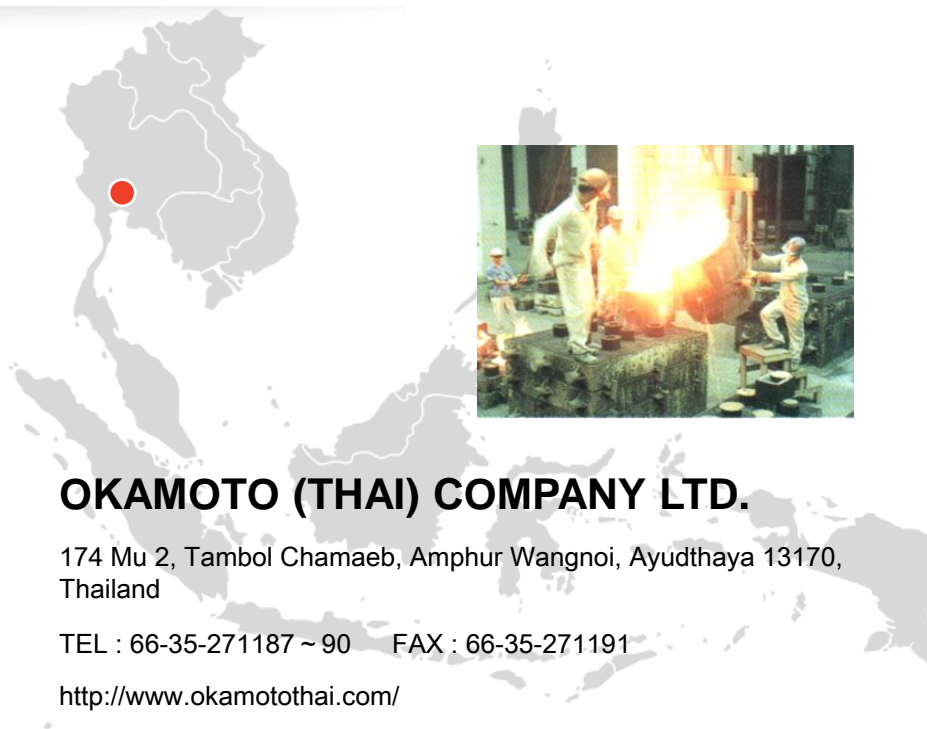 OKAMOTO (THAI) COMPANY LTD.
174 Mu 2, Tambol Chamaeb, Amphur Wangnoi, Ayudthaya 13170,
Thailand
TEL : 66-35-271187 ~ 90 FAX : 66-35-271191
http://www.okamotothai.com/